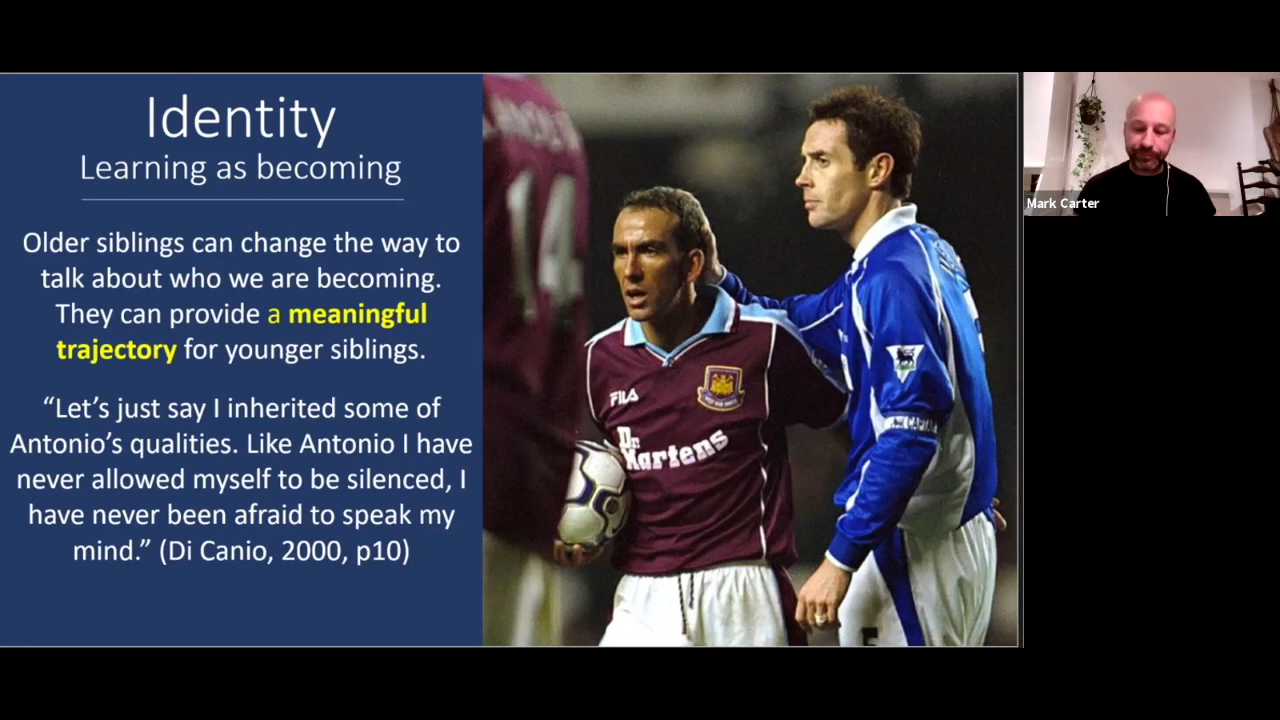 Identity
Learning as becoming
Older siblings can change the way to
talk about who we are becoming.
They can provide a meaningful
trajectory for younger siblings.
“Let’s just say I inherited some of
Antonio’s qualities. Like Antonio I have
never allowed myself to be silenced, I
have never been afraid to speak my
mind.” (Di Canio, 2000, p10)
14
FILA
Dr.
Martens
CAPTAIN
5
Mark Carter